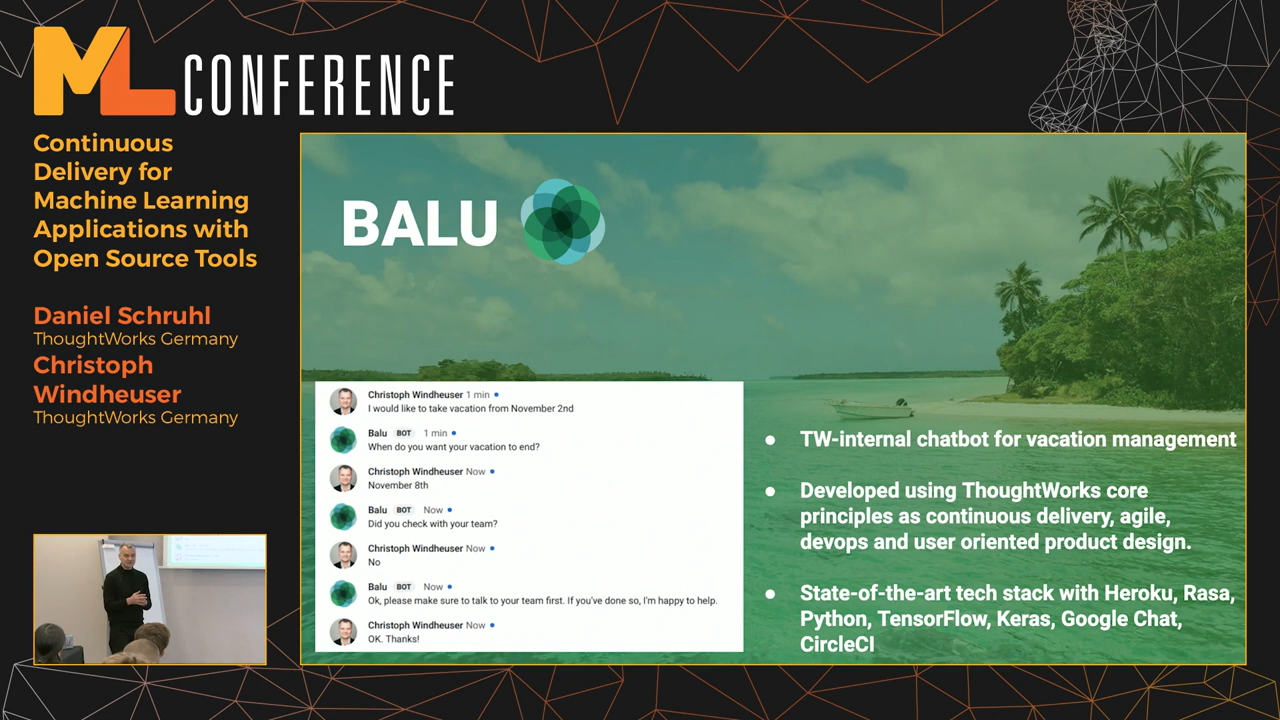 ML CONFERENCE
Continuous
Delivery for
Machine Learning
Applications with
Open Source Tools
Daniel Schruhl
ThoughtWorks Germany
Christoph
Windheuser
ThoughtWorks Germany
BALU
Christoph Windheuser 1 min
I would like to take vacation from November 2nd
Balu BOT 1 min
When do you want your vacation to end?
Christoph Windheuser Now
November 8th
Balu BOT Now
Did you check with your team?
Christoph Windheuser Now
No
Balu BOT Now
Ok, please make sure to talk to your team first. If you've done so, I'm happy to help.
Christoph Windheuser Now
OK. Thanks!
● TW-internal chatbot for vacation management
● Developed using ThoughtWorks core
principles as continuous delivery, agile,
devops and user oriented product design.
● State-of-the-art tech stack with Heroku, Rasa,
Python, TensorFlow, Keras, Google Chat,
CircleCI